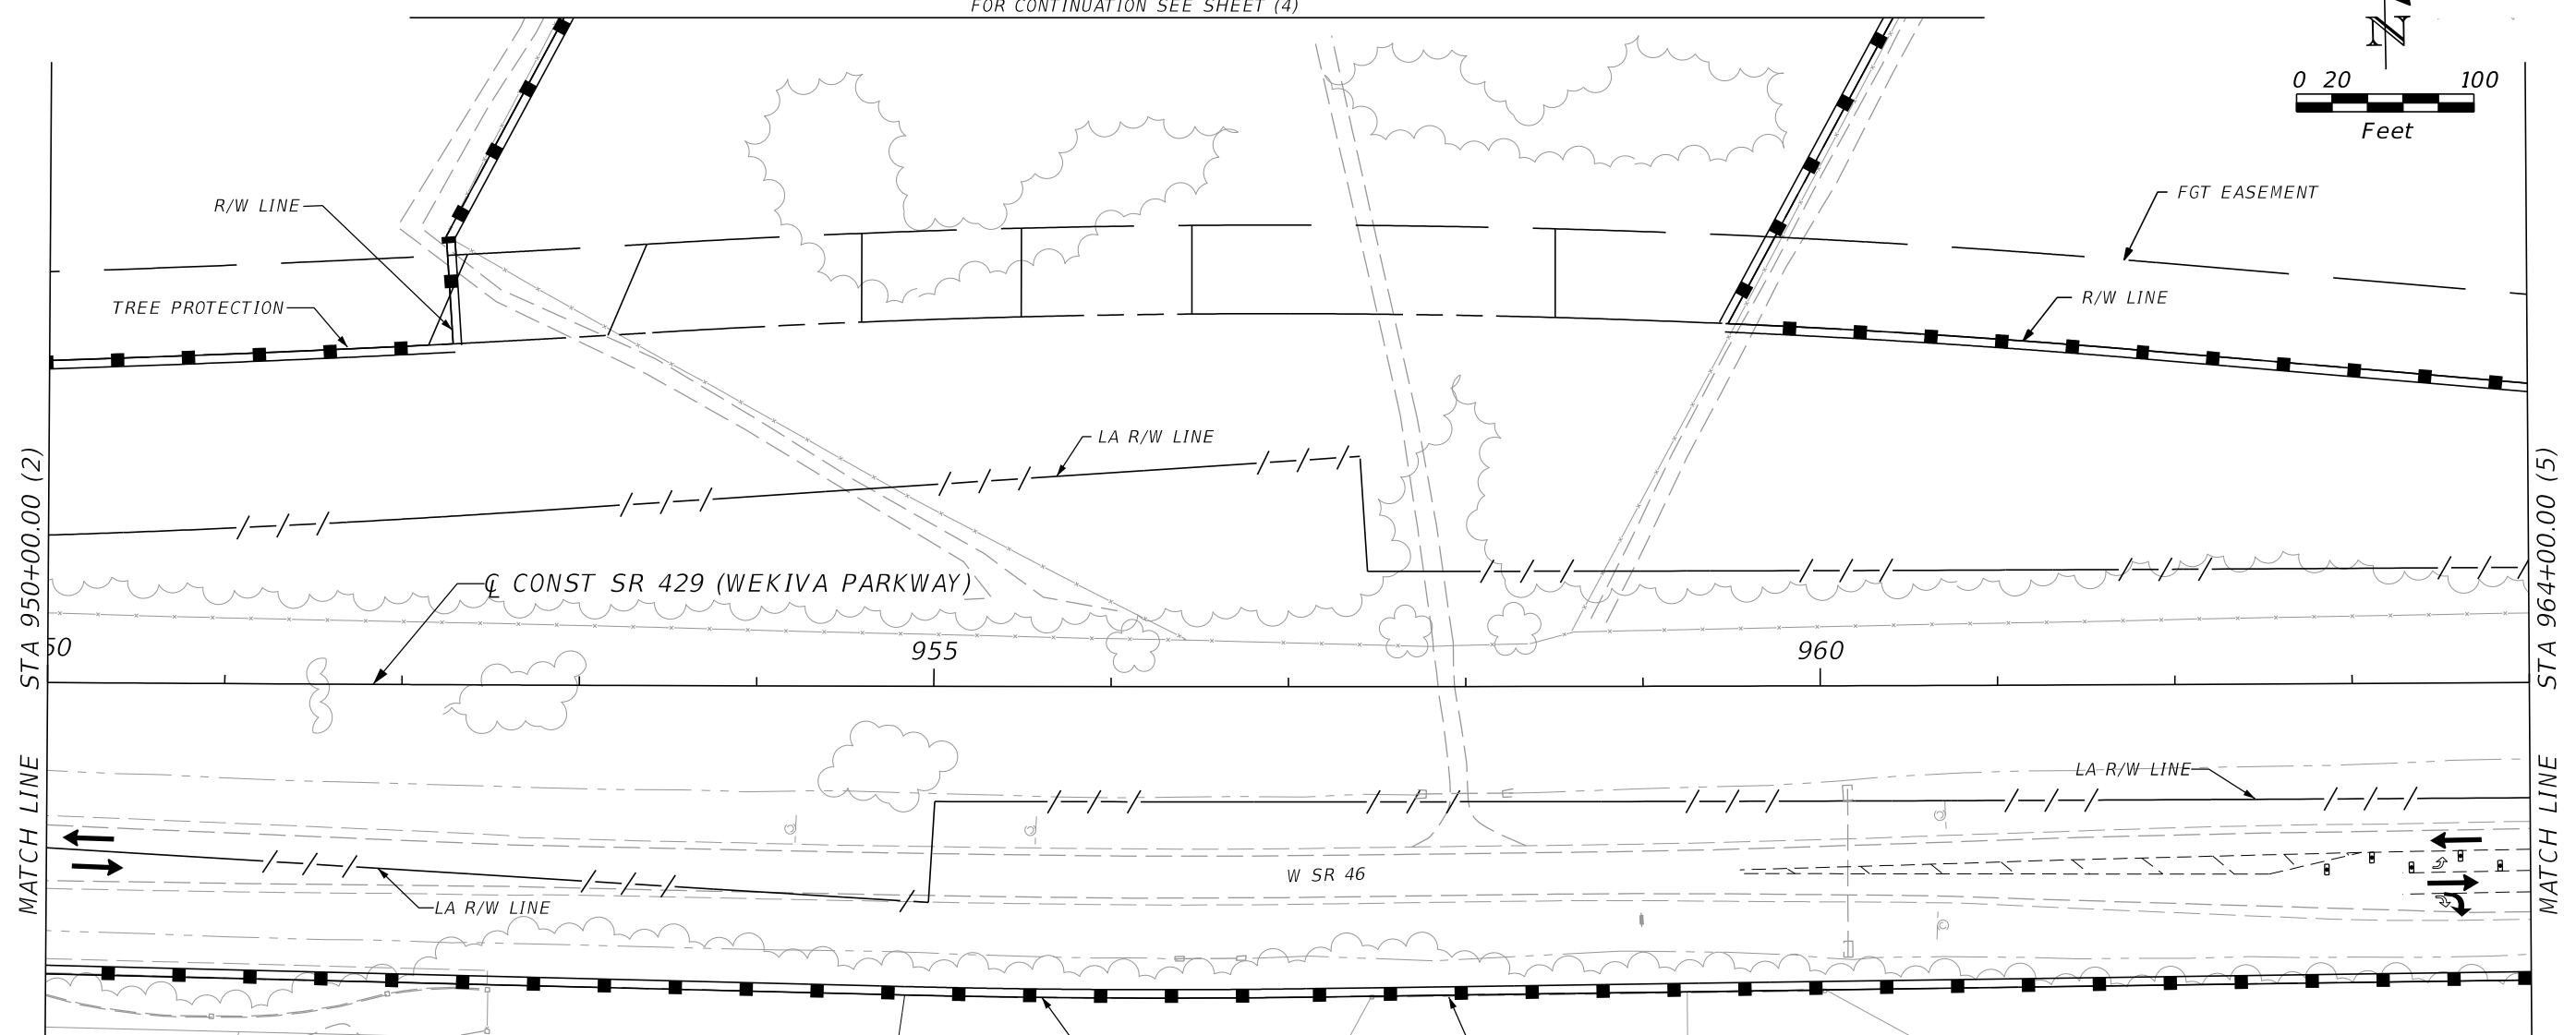 FOR CONTINUATION SEE SHEET (4)
N
0 20 100
Feet
R/W LINE
FGT EASEMENT
TREE PROTECTION
R/W LINE
LA R/W LINE
STA 950+00.00 (2)
STA 964+00.00 (5)
℄ CONST SR 429 (WEKIVA PARKWAY)
50
955
960
MATCH LINE
MATCH LINE
LA R/W LINE
W SR 46
LA R/W LINE